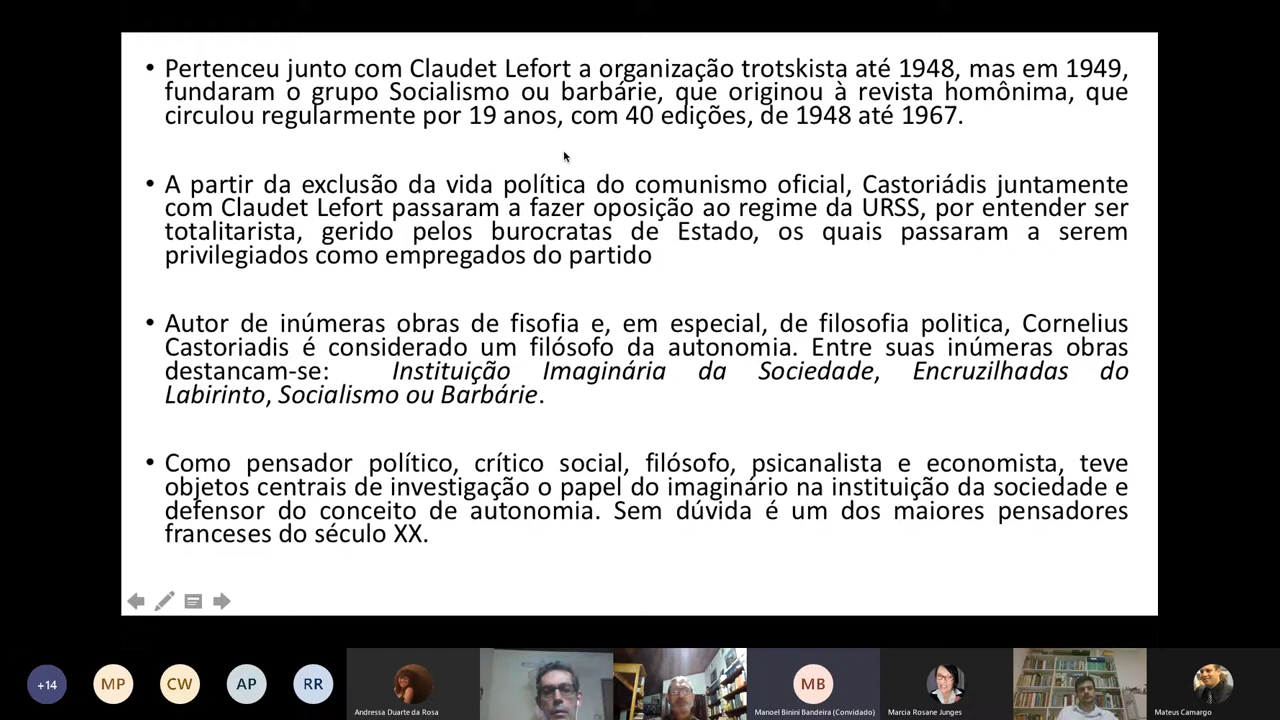 • Pertenceu junto com Claudet Lefort a organização trotskista até 1948, mas em 1949,
fundaram o grupo Socialismo ou barbárie, que originou à revista homônima, que
circulou regularmente por 19 anos, com 40 edições, de 1948 até 1967.
• A partir da exclusão da vida política do comunismo oficial, Castoriádis juntamente
com Claudet Lefort passaram a fazer oposição ao regime da URSS, por entender ser
totalitarista, gerido pelos burocratas de Estado, os quais passaram a serem
privilegiados como empregados do partido
• Autor de inúmeras obras de fisofia e, em especial, de filosofia politica, Cornelius
Castoriadis é considerado um filósofo da autonomia. Entre suas inúmeras obras
destancam-se: Instituição Imaginária da Sociedade, Encruzilhadas do
Labirinto, Socialismo ou Barbárie.
• Como pensador político, crítico social, filósofo, psicanalista e economista, teve
objetos centrais de investigação o papel do imaginário na instituição da sociedade e
defensor do conceito de autonomia. Sem dúvida é um dos maiores pensadores
franceses do século XX.
+14 MP CW AP RR MB
Andressa Duarte da Rosa Manoel Binini Bandeira (Convidado) Marcia Rosane Junges Mateus Camargo